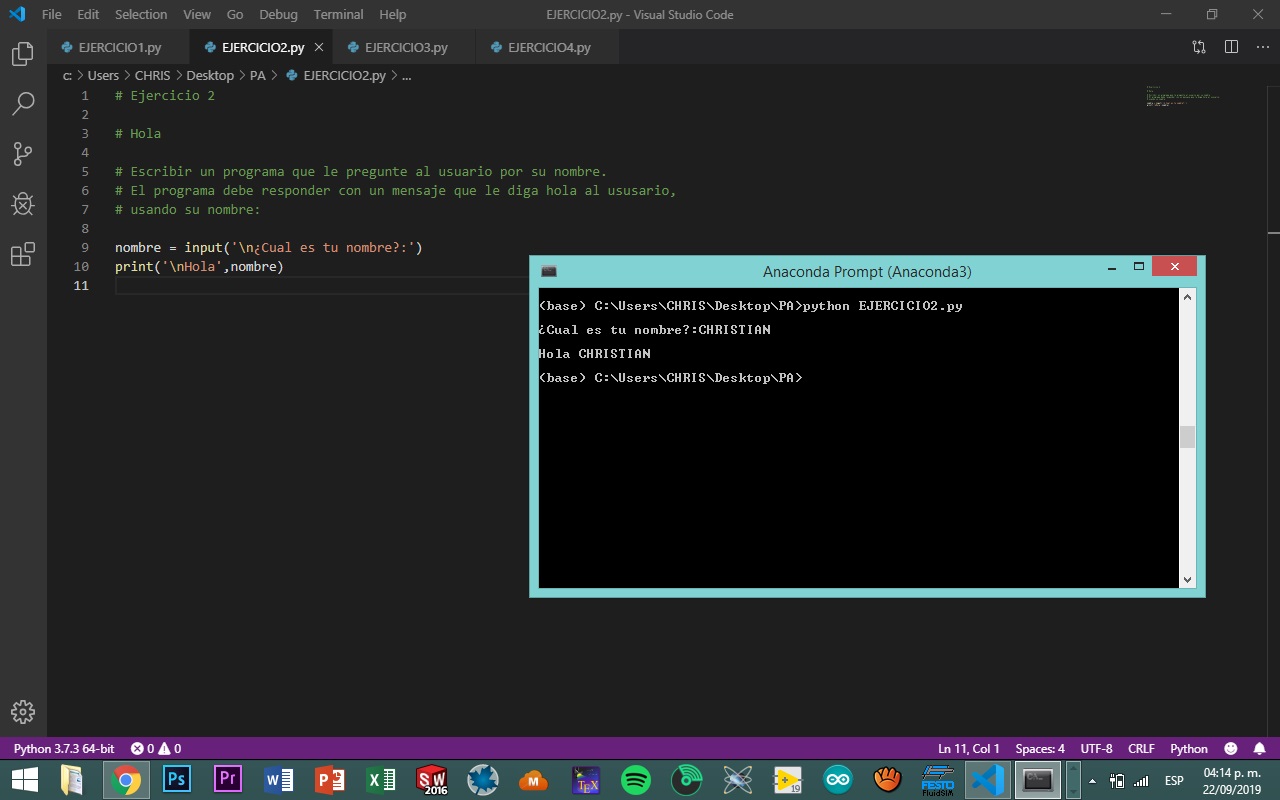 File Edit Selection View Go Debug Terminal Help EJERCICIO2.py - Visual Studio Code
EJERCICIO1.py EJERCICIO2.py EJERCICIO3.py EJERCICIO4.py
c: > Users > CHRIS > Desktop > PA > EJERCICIO2.py > ...
1 # Ejercicio 2
2
3 # Hola
4
5 # Escribir un programa que le pregunte al usuario por su nombre.
6 # El programa debe responder con un mensaje que le diga hola al ususario,
7 # usando su nombre:
8
9 nombre = input('\n¿Cual es tu nombre?:')
10 print('\nHola',nombre)
11
Anaconda Prompt (Anaconda3)
(base) C:\Users\CHRIS\Desktop\PA>python EJERCICIO2.py
¿Cual es tu nombre?:CHRISTIAN
Hola CHRISTIAN
(base) C:\Users\CHRIS\Desktop\PA>
Python 3.7.3 64-bit 0 0 Ln 11, Col 1 Spaces: 4 UTF-8 CRLF Python
Ps Pr W P X SW 2016 M TEX 19 FESTO FluidSIM ESP 04:14 p. m.
22/09/2019